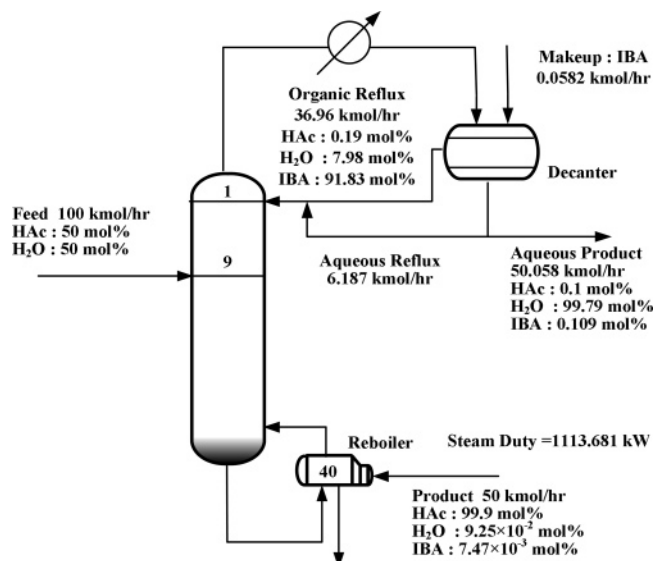 Makeup : IBA
0.0582 kmol/hr
Organic Reflux
36.96 kmol/hr
HAc : 0.19 mol%
H₂O : 7.98 mol%
IBA : 91.83 mol%
Decanter
1
Feed 100 kmol/hr
HAc : 50 mol%
H₂O : 50 mol%
9
Aqueous Reflux
6.187 kmol/hr
Aqueous Product
50.058 kmol/hr
HAc : 0.1 mol%
H₂O : 99.79 mol%
IBA : 0.109 mol%
Reboiler
Steam Duty =1113.681 kW
40
Product 50 kmol/hr
HAc : 99.9 mol%
H₂O : 9.25×10⁻² mol%
IBA : 7.47×10⁻³ mol%